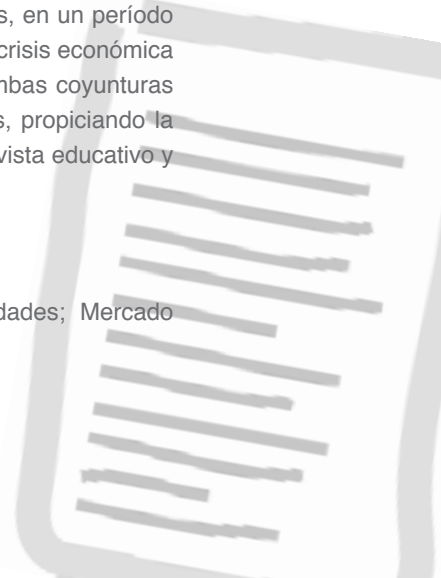 s, en un período
crisis económica
mbas coyunturas
s, propiciando la
vista educativo y
dades; Mercado